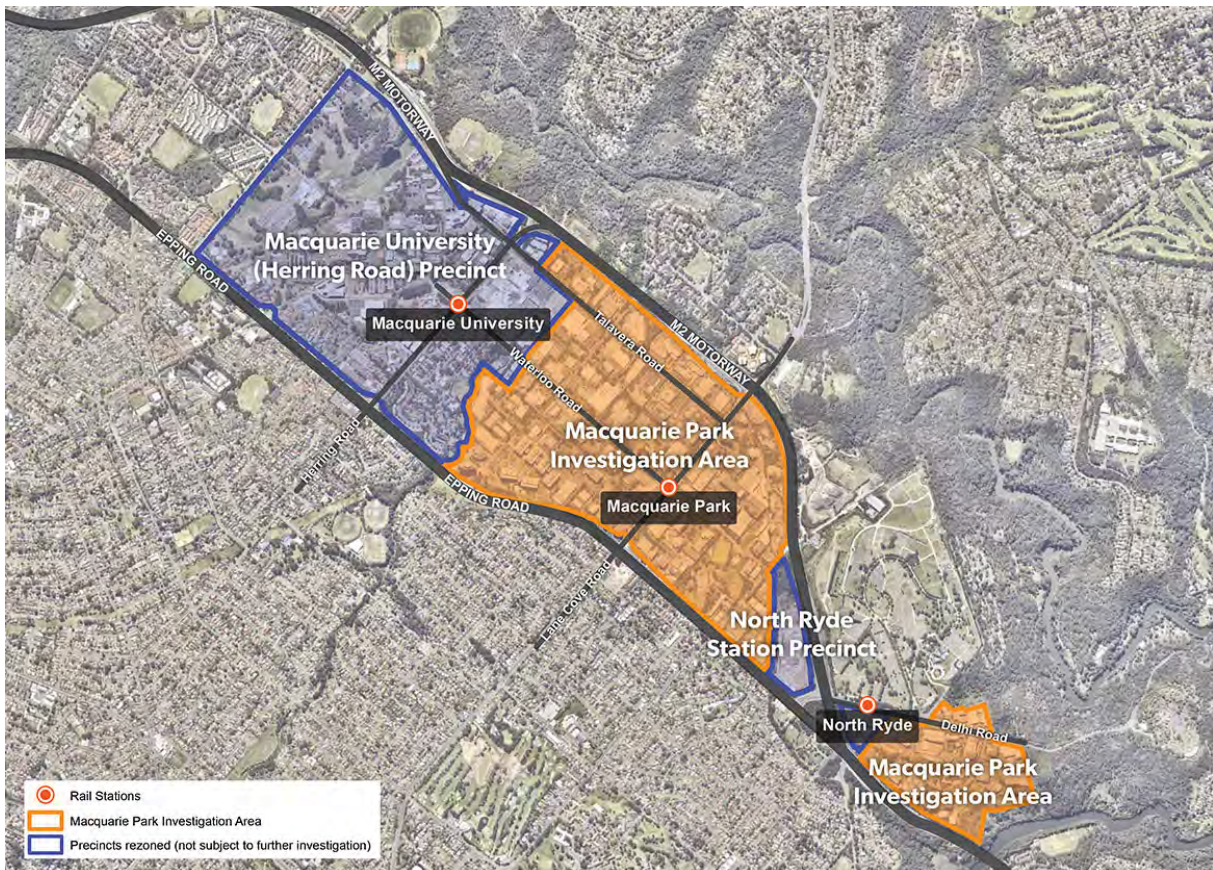 M2 MOTORWAY
EPPING ROAD
Macquarie University
(Herring Road) Precinct
Macquarie University
Talavera Road
M2 MOTORWAY
Waterloo Road
Macquarie Park
Investigation Area
Herring Road
EPPING ROAD
Macquarie Park
Lane Cove Road
North Ryde
Station Precinct
North Ryde
Delhi Road
Macquarie Park
Investigation Area
Rail Stations
Macquarie Park Investigation Area
Precincts rezoned (not subject to further investigation)